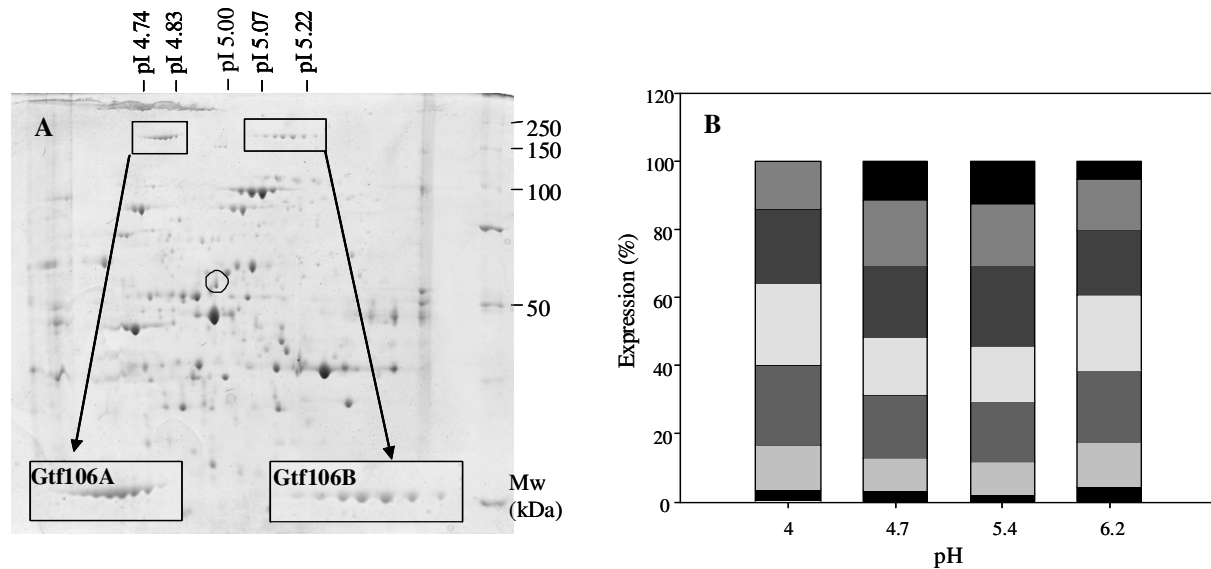 pI 4.74
pI 4.83
pI 5.00
pI 5.07
pI 5.22
A
250
150
100
50
Gtf106A
Gtf106B
Mw
(kDa)
B
120
100
80
60
40
20
0
Expression (%)
4
4.7
5.4
6.2
pH